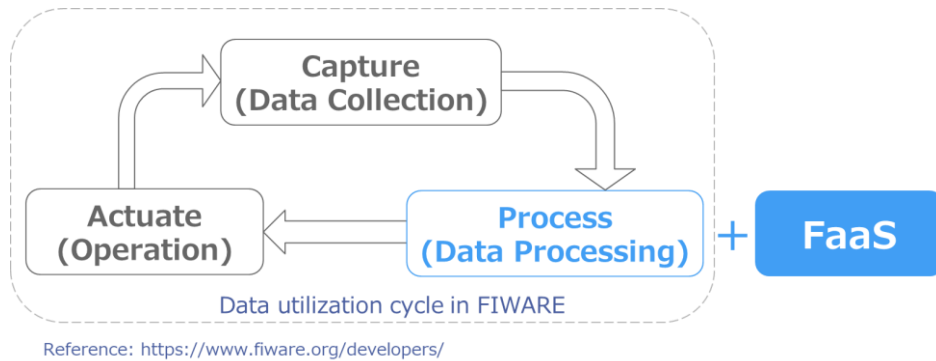 Capture
(Data Collection)
Actuate
(Operation)
Process
(Data Processing)
+
FaaS
Data utilization cycle in FIWARE
Reference: https://www.fiware.org/developers/